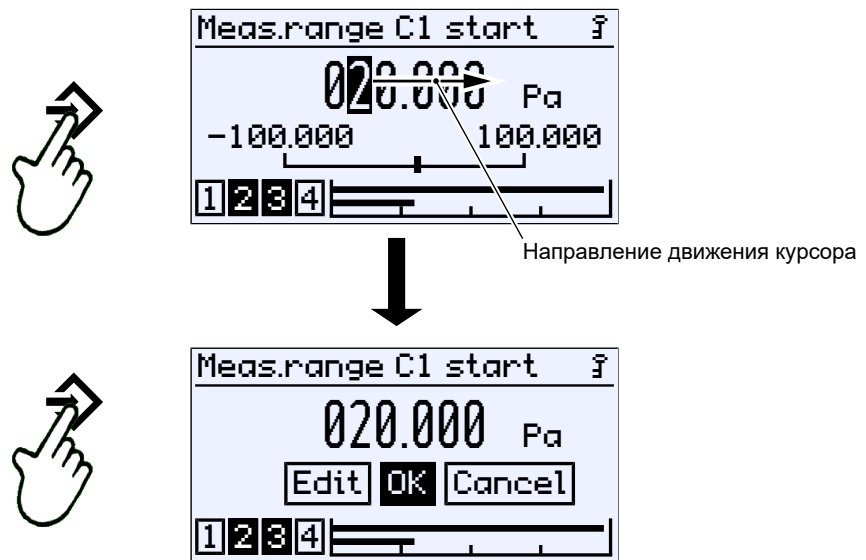 Meas.range C1 start
020.000 Pa
-100.000 100.000
1 2 3 4
Направление движения курсора
Meas.range C1 start
020.000 Pa
Edit OK Cancel
1 2 3 4